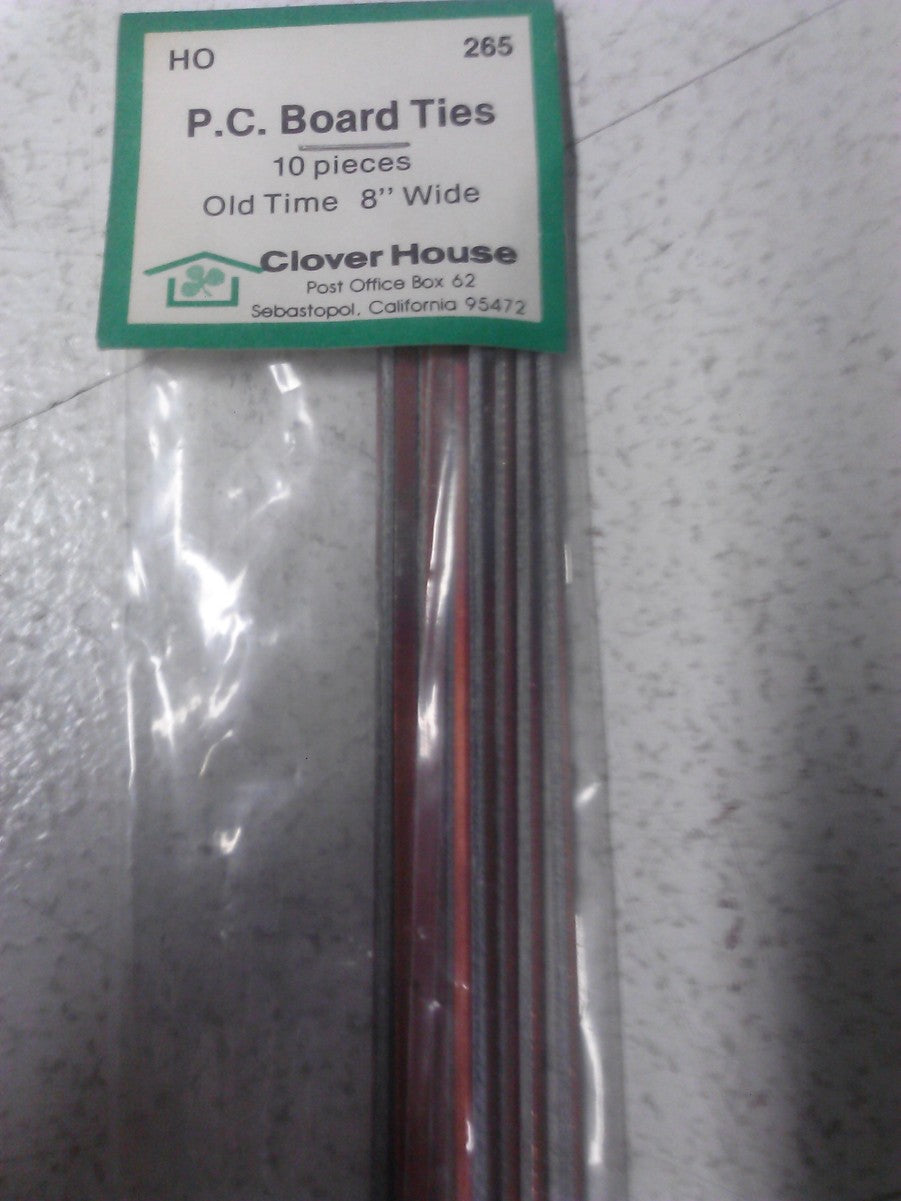 HO 265
P.C. Board Ties
10 pieces
Old Time 8" Wide
Clover House
Post Office Box 62
Sebastopol, California 95472